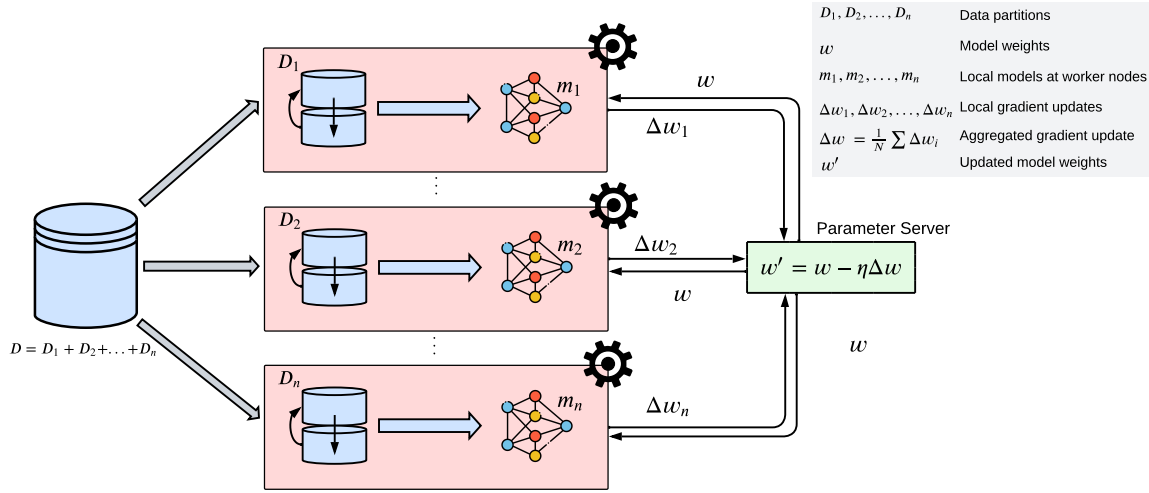 D₁, D₂, . . . , Dₙ Data partitions
w Model weights
m₁, m₂, . . . , mₙ Local models at worker nodes
Δw₁, Δw₂, . . . , Δwₙ Local gradient updates
Δw = 1/N ∑ Δwᵢ Aggregated gradient update
w′ Updated model weights
D₁
m₁
w
Δw₁
⋮
D₂
m₂
Δw₂
w
Parameter Server
w′ = w − ηΔw
D = D₁ + D₂+. . .+Dₙ
⋮
Dₙ
mₙ
Δwₙ
w